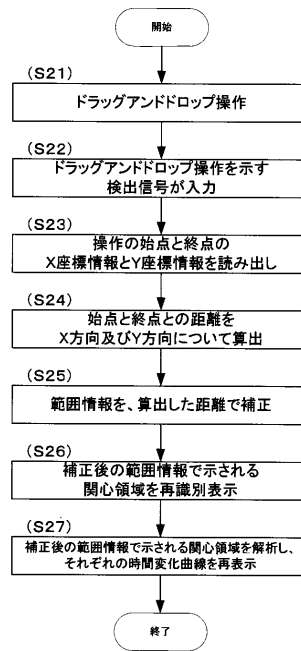 開始
(S21)
ドラッグアンドドロップ操作
(S22)
ドラッグアンドドロップ操作を示す
検出信号が入力
(S23)
操作の始点と終点の
X座標情報とY座標情報を読み出し
(S24)
始点と終点との距離を
X方向及びY方向について算出
(S25)
範囲情報を、算出した距離で補正
(S26)
補正後の範囲情報で示される
関心領域を再識別表示
(S27)
補正後の範囲情報で示される関心領域を解析し、
それぞれの時間変化曲線を再表示
終了